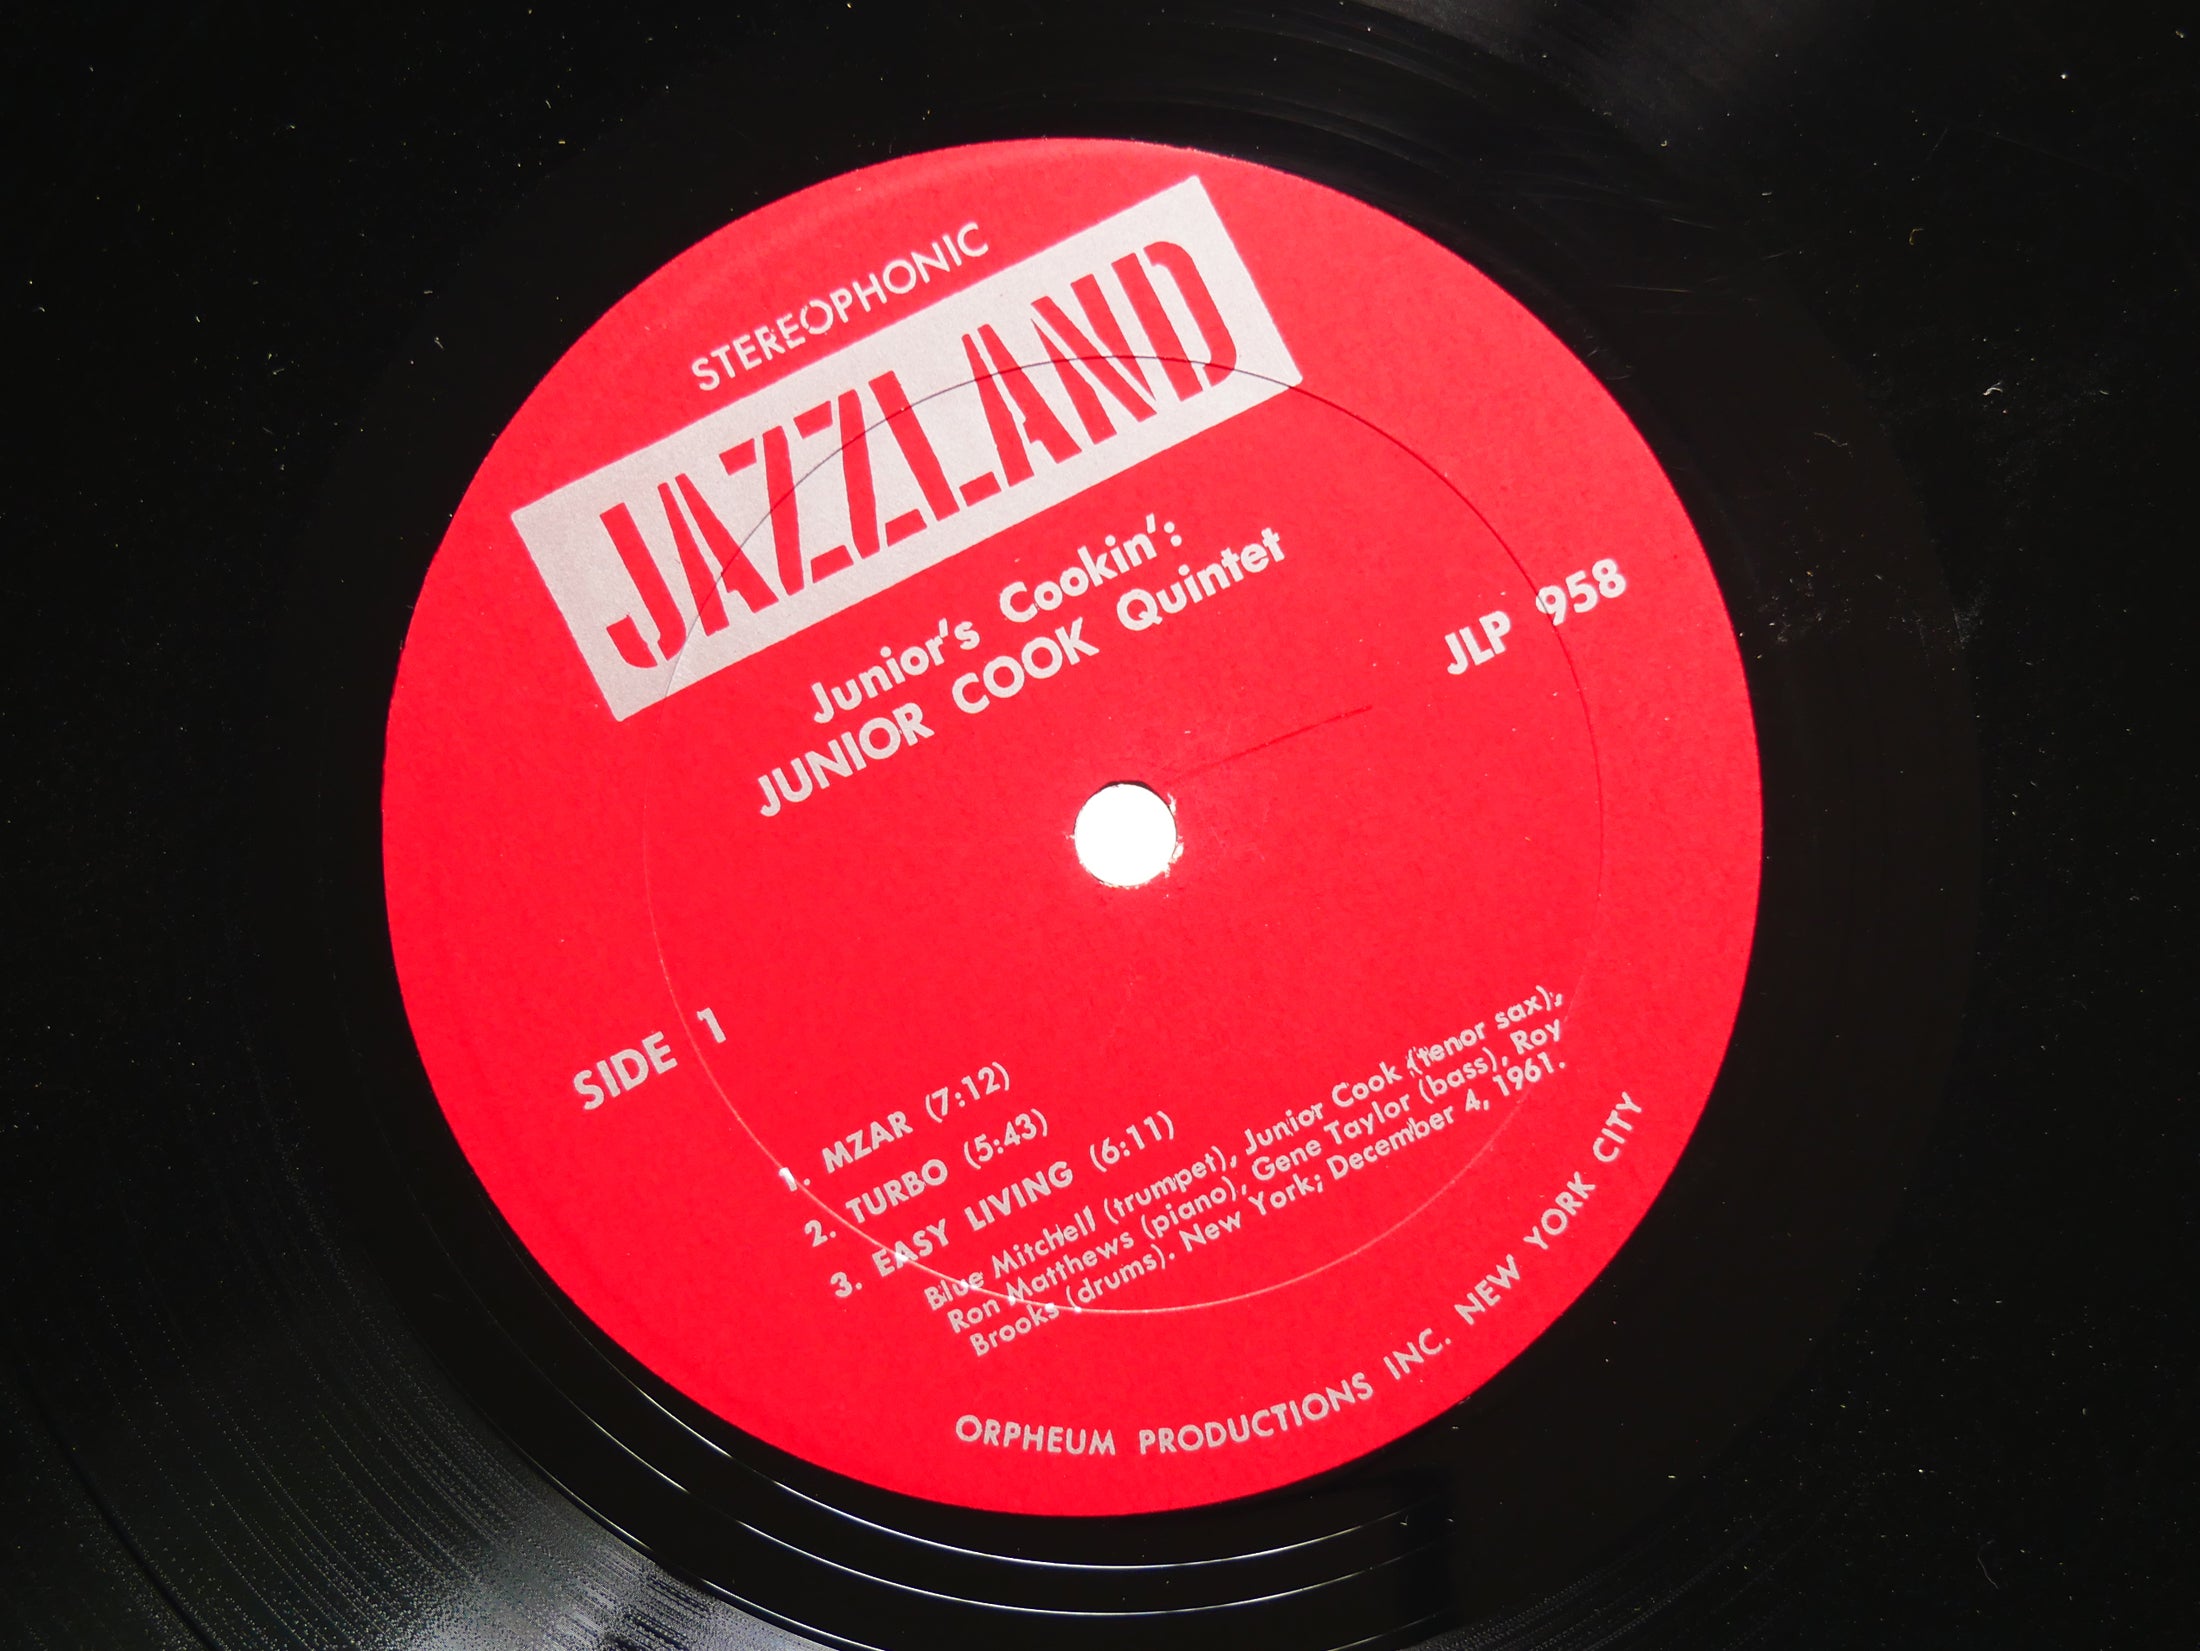 STEREOPHONIC
JAZZLAND
Junior's Cookin':
JUNIOR COOK Quintet
JLP 958
SIDE 1
1. MZAR (7:12)
2. TURBO (5:43)
3. EASY LIVING (6:11)
Blue Mitchell (trumpet), Junior Cook (tenor sax),
Ron Matthews (piano), Gene Taylor (bass), Roy
Brooks (drums). New York; December 4, 1961.
ORPHEUM PRODUCTIONS INC. NEW YORK CITY